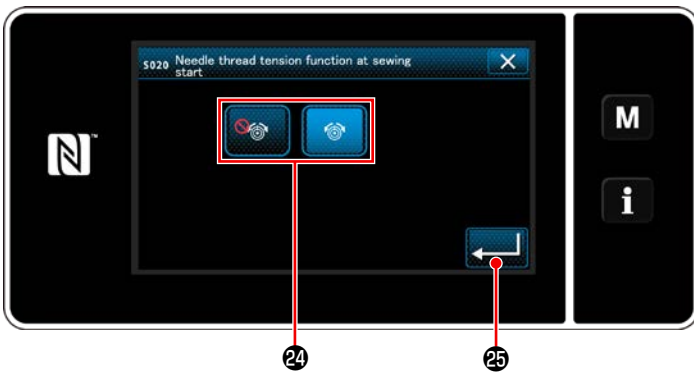 S020 Needle thread tension function at sewing
start
M
i
N
㉔ ㉕